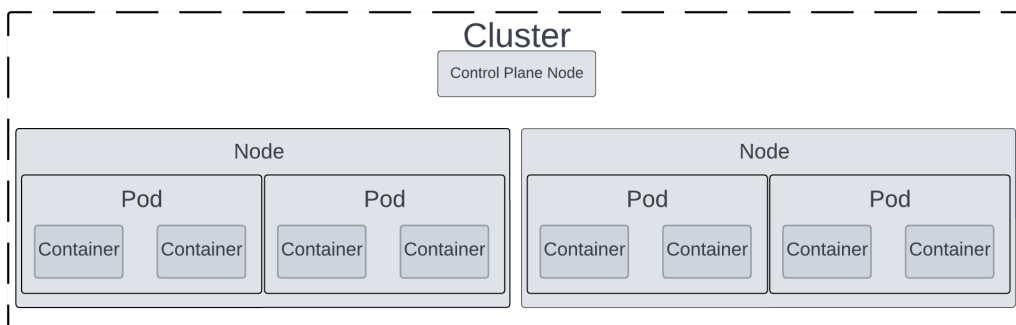 Cluster
Control Plane Node
Node
Node
Pod
Pod
Pod
Pod
Container
Container
Container
Container
Container
Container
Container
Container